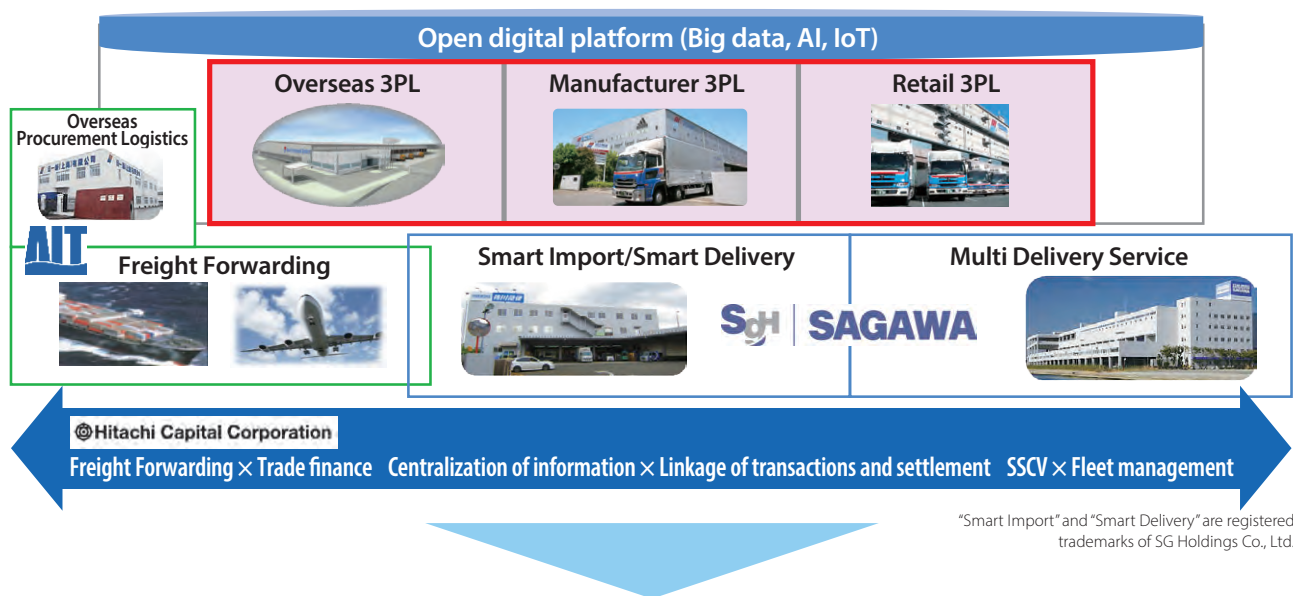 Open digital platform (Big data, AI, IoT)
Overseas 3PL
Manufacturer 3PL
Retail 3PL
Overseas
Procurement Logistics
AIT
Freight Forwarding
Smart Import/Smart Delivery
Multi Delivery Service
SgH
SAGAWA
Hitachi Capital Corporation
Freight Forwarding × Trade finance Centralization of information × Linkage of transactions and settlement SSCV × Fleet management
“Smart Import” and “Smart Delivery” are registered
trademarks of SG Holdings Co., Ltd.